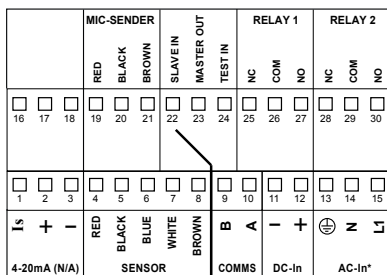 MIC-SENDER RELAY 1 RELAY 2
RED BLACK BROWN SLAVE IN MASTER OUT TEST IN NC COM NO NC COM NO
16 17 18 19 20 21 22 23 24 25 26 27 28 29 30
1 2 3 4 5 6 7 8 9 10 11 12 13 14 15
Is + − RED BLACK BLUE WHITE BROWN B A − + N L1
4-20mA (N/A) SENSOR COMMS DC-In AC-In*